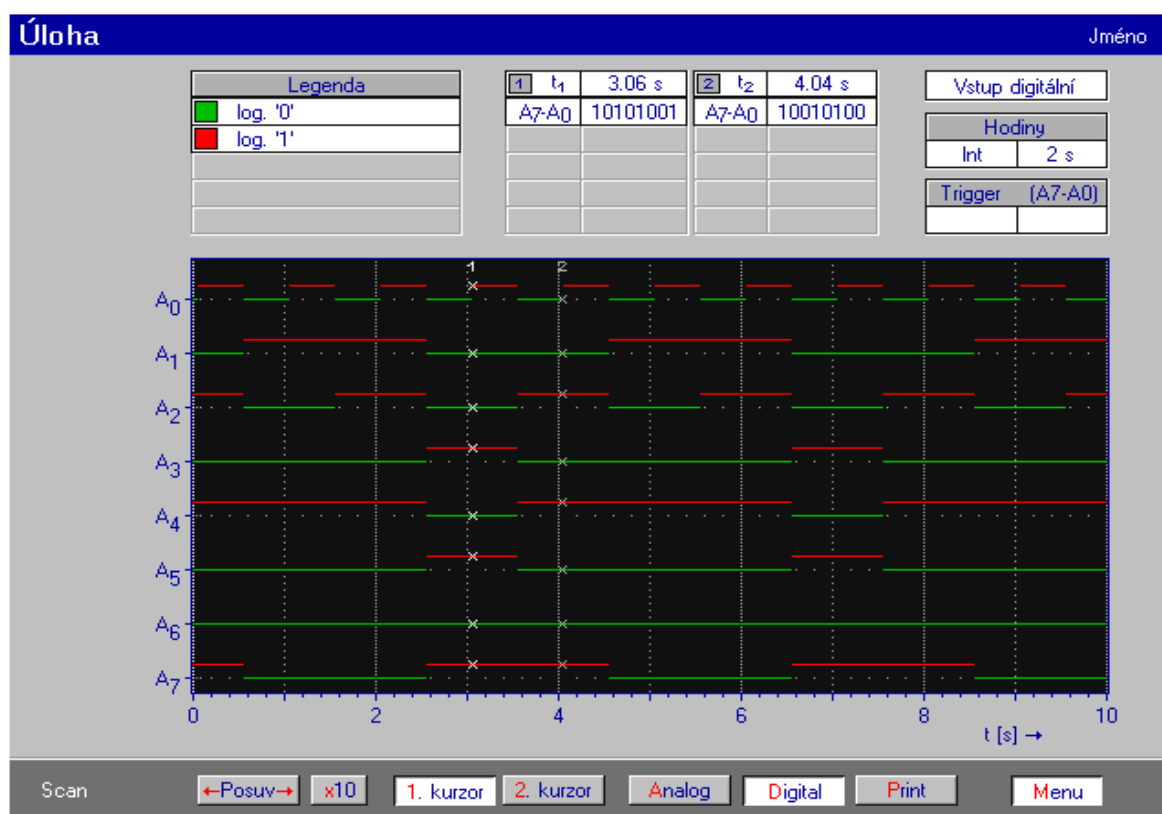 Úloha Jméno
Legenda 1 t₁ 3.06 s 2 t₂ 4.04 s Vstup digitální
log. '0' A7-A0 10101001 A7-A0 10010100
log. '1' Hodiny
Int 2 s
Trigger (A7-A0)
1 2
A₀
A₁
A₂
A₃
A₄
A₅
A₆
A₇
0 2 4 6 8 10
t [s] →
Scan ←Posuv→ x10 1. kurzor 2. kurzor Analog Digital Print Menu